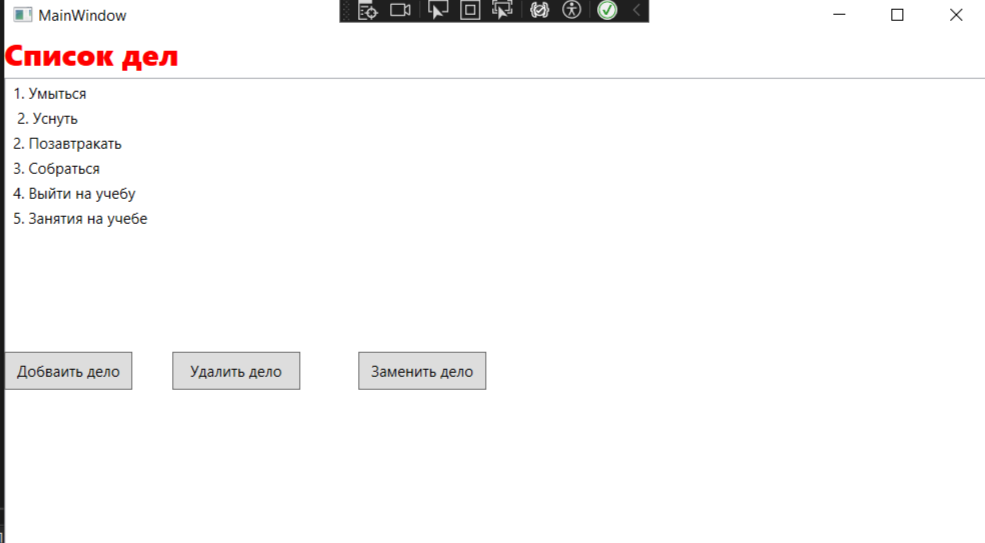 MainWindow
Список дел
1. Умыться
2. Уснуть
2. Позавтракать
3. Собраться
4. Выйти на учебу
5. Занятия на учебе
Добваить дело Удалить дело Заменить дело